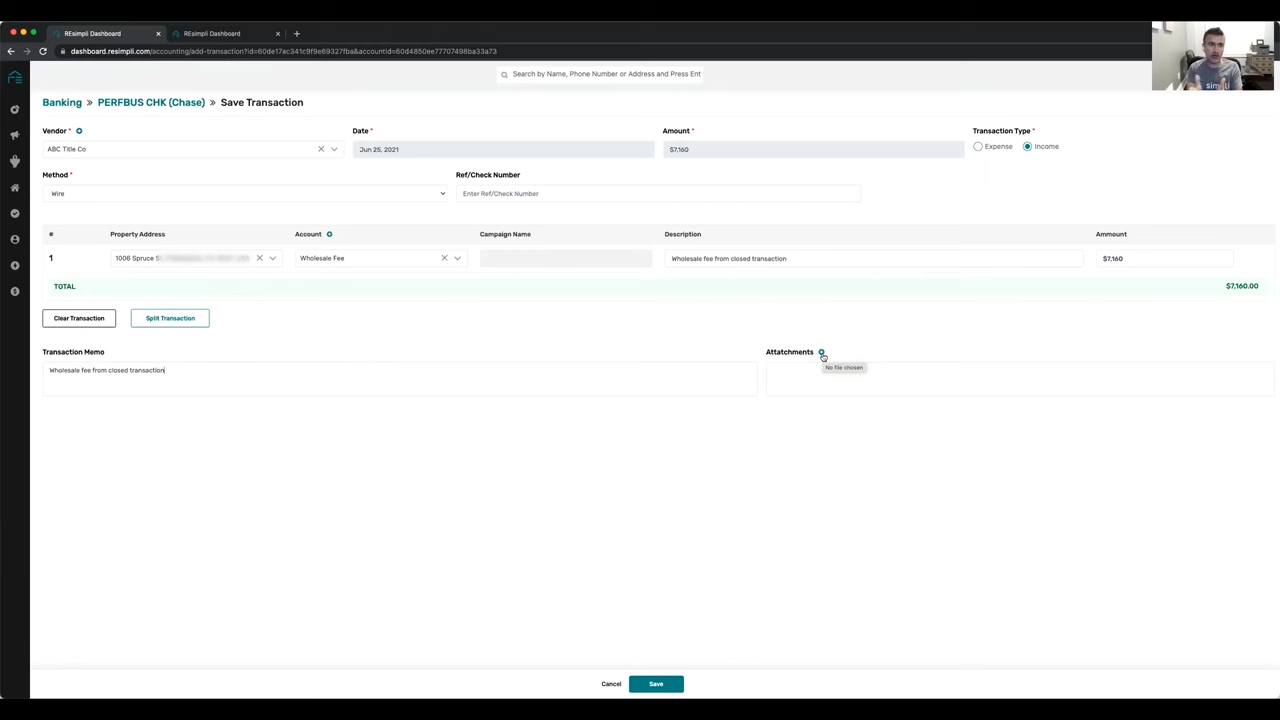 REsimpli Dashboard
REsimpli Dashboard
dashboard.resimpli.com/accounting/add-transaction?id=60de17ac341c9f9e69327fba&accountId=60d4850ee77707498ba33a73
Search by Name, Phone Number or Address and Press Ent
Banking » PERFBUS CHK (Chase) » Save Transaction
Vendor * Date * Amount * Transaction Type *
ABC Title Co Jun 25, 2021 $7,160 Expense Income
Method * Ref/Check Number
Wire Enter Ref/Check Number
# Property Address Account Campaign Name Description Ammount
1 1006 Spruce Wholesale Fee Wholesale fee from closed transaction $7,160
TOTAL $7,160.00
Clear Transaction Split Transaction
Transaction Memo Attatchments
No file chosen
Wholesale fee from closed transaction
Cancel Save